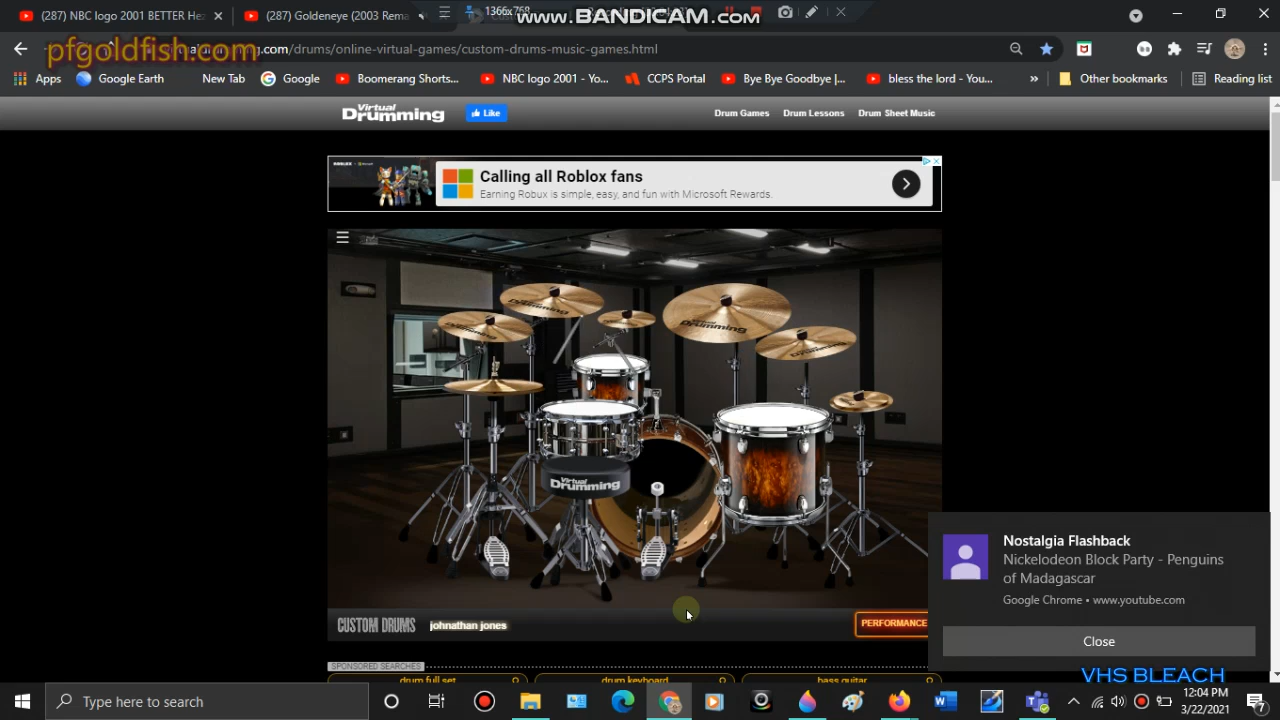 (287) NBC logo 2001 BETTER He
(287) Goldeneye (2003 Rema
1366x768
www.BANDICAM.com
pfgoldfish.com
.com/drums/online-virtual-games/custom-drums-music-games.html
Apps
Google Earth
New Tab
Google
Boomerang Shorts...
NBC logo 2001 - Yo...
CCPS Portal
Bye Bye Goodbye |...
bless the lord - You...
»
Other bookmarks
Reading list
Virtual Drumming
Like
Drum Games
Drum Lessons
Drum Sheet Music
Calling all Roblox fans
Earning Robux is simple, easy, and fun with Microsoft Rewards.
Drumming
Drumming
Drumming
Virtual
Drumming
Nostalgia Flashback
Nickelodeon Block Party - Penguins
of Madagascar
Google Chrome • www.youtube.com
Close
CUSTOM DRUMS
johnathan jones
PERFORMANCE
SPONSORED SEARCHES
drum full set
drum keyboard
bass guitar
VHS BLEACH
Type here to search
2:04 PM
3/22/2021
7